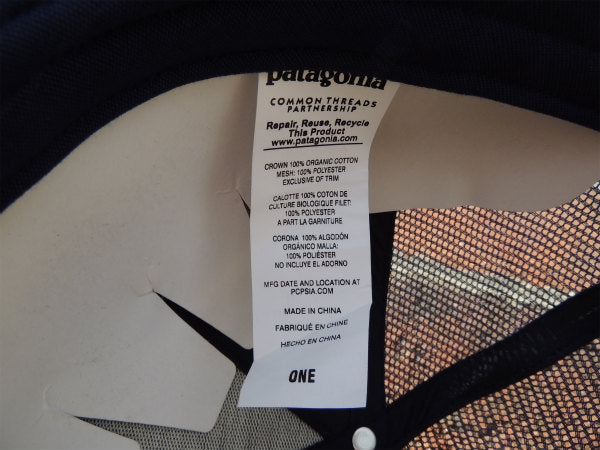 patagonia
COMMON THREADS
PARTNERSHIP
Repair, Reuse, Recycle
This Product
www.patagonia.com
CROWN 100% ORGANIC COTTON
MESH: 100% POLYESTER
EXCLUSIVE OF TRIM
CALOTTE 100% COTON DE
CULTURE BIOLOGIQUE FILET:
100% POLYESTER
A PART LA GARNITURE
CORONA 100% ALGODÓN
ORGÁNICO MALLA:
100% POLIÉSTER
NO INCLUYE EL ADORNO
MFG DATE AND LOCATION AT
PCPSIA.COM
MADE IN CHINA
FABRIQUÉ EN CHINE
HECHO EN CHINA
ONE